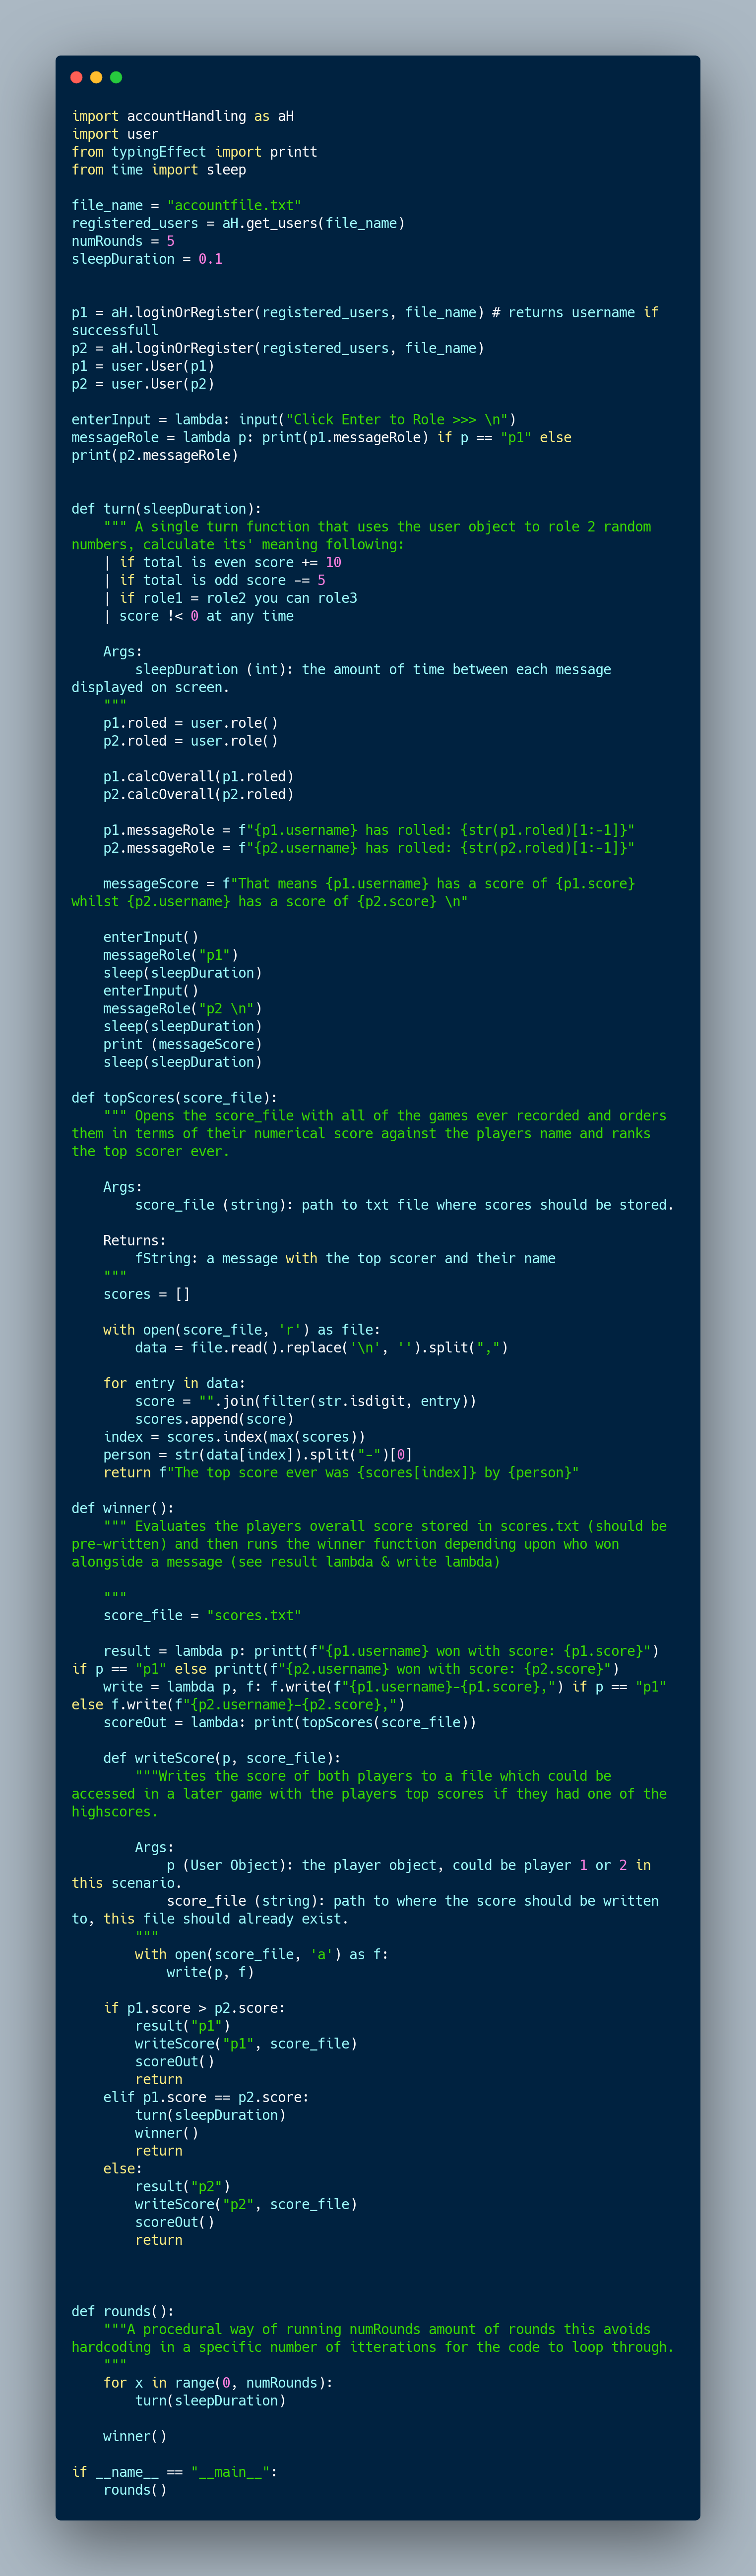 import accountHandling as aH
import user
from typingEffect import printt
from time import sleep

file_name = "accountfile.txt"
registered_users = aH.get_users(file_name)
numRounds = 5
sleepDuration = 0.1


p1 = aH.loginOrRegister(registered_users, file_name) # returns username if
successfull
p2 = aH.loginOrRegister(registered_users, file_name)
p1 = user.User(p1)
p2 = user.User(p2)

enterInput = lambda: input("Click Enter to Role >>> \n")
messageRole = lambda p: print(p1.messageRole) if p == "p1" else
print(p2.messageRole)


def turn(sleepDuration):
    """ A single turn function that uses the user object to role 2 random
numbers, calculate its' meaning following:
    | if total is even score += 10
    | if total is odd score -= 5
    | if role1 = role2 you can role3
    | score !< 0 at any time

    Args:
        sleepDuration (int): the amount of time between each message
displayed on screen.
    """
    p1.roled = user.role()
    p2.roled = user.role()

    p1.calcOverall(p1.roled)
    p2.calcOverall(p2.roled)

    p1.messageRole = f"{p1.username} has rolled: {str(p1.roled)[1:-1]}"
    p2.messageRole = f"{p2.username} has rolled: {str(p2.roled)[1:-1]}"

    messageScore = f"That means {p1.username} has a score of {p1.score}
whilst {p2.username} has a score of {p2.score} \n"

    enterInput()
    messageRole("p1")
    sleep(sleepDuration)
    enterInput()
    messageRole("p2 \n")
    sleep(sleepDuration)
    print (messageScore)
    sleep(sleepDuration)

def topScores(score_file):
    """ Opens the score_file with all of the games ever recorded and orders
them in terms of their numerical score against the players name and ranks
the top scorer ever.

    Args:
        score_file (string): path to txt file where scores should be stored.

    Returns:
        fString: a message with the top scorer and their name
    """
    scores = []

    with open(score_file, 'r') as file:
        data = file.read().replace('\n', '').split(",")

    for entry in data:
        score = "".join(filter(str.isdigit, entry))
        scores.append(score)
    index = scores.index(max(scores))
    person = str(data[index]).split("-")[0]
    return f"The top score ever was {scores[index]} by {person}"

def winner():
    """ Evaluates the players overall score stored in scores.txt (should be
pre-written) and then runs the winner function depending upon who won
alongside a message (see result lambda & write lambda)

    """
    score_file = "scores.txt"

    result = lambda p: printt(f"{p1.username} won with score: {p1.score}")
if p == "p1" else printt(f"{p2.username} won with score: {p2.score}")
    write = lambda p, f: f.write(f"{p1.username}-{p1.score},") if p == "p1"
else f.write(f"{p2.username}-{p2.score},")
    scoreOut = lambda: print(topScores(score_file))

    def writeScore(p, score_file):
        """Writes the score of both players to a file which could be
accessed in a later game with the players top scores if they had one of the
highscores.

        Args:
            p (User Object): the player object, could be player 1 or 2 in
this scenario.
            score_file (string): path to where the score should be written
to, this file should already exist.
        """
        with open(score_file, 'a') as f:
            write(p, f)

    if p1.score > p2.score:
        result("p1")
        writeScore("p1", score_file)
        scoreOut()
        return
    elif p1.score == p2.score:
        turn(sleepDuration)
        winner()
        return
    else:
        result("p2")
        writeScore("p2", score_file)
        scoreOut()
        return



def rounds():
    """A procedural way of running numRounds amount of rounds this avoids
hardcoding in a specific number of itterations for the code to loop through.
    """
    for x in range(0, numRounds):
        turn(sleepDuration)

    winner()

if __name__ == "__main__":
    rounds()